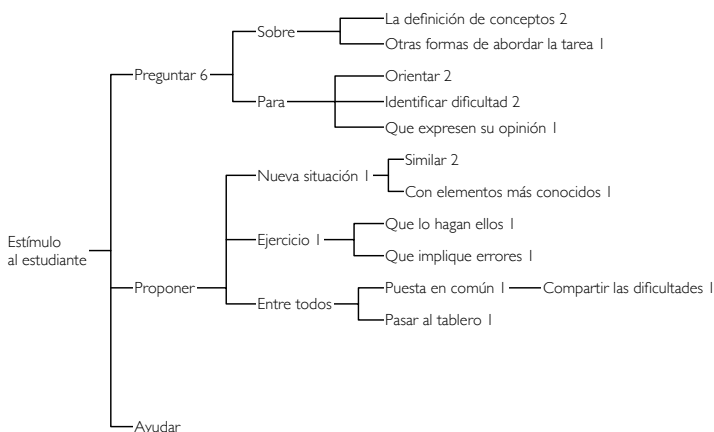 Estímulo
al estudiante
Preguntar 6
Sobre
La definición de conceptos 2
Otras formas de abordar la tarea 1
Para
Orientar 2
Identificar dificultad 2
Que expresen su opinión 1
Proponer
Nueva situación 1
Similar 2
Con elementos más conocidos 1
Ejercicio 1
Que lo hagan ellos 1
Que implique errores 1
Entre todos
Puesta en común 1
Compartir las dificultades 1
Pasar al tablero 1
Ayudar